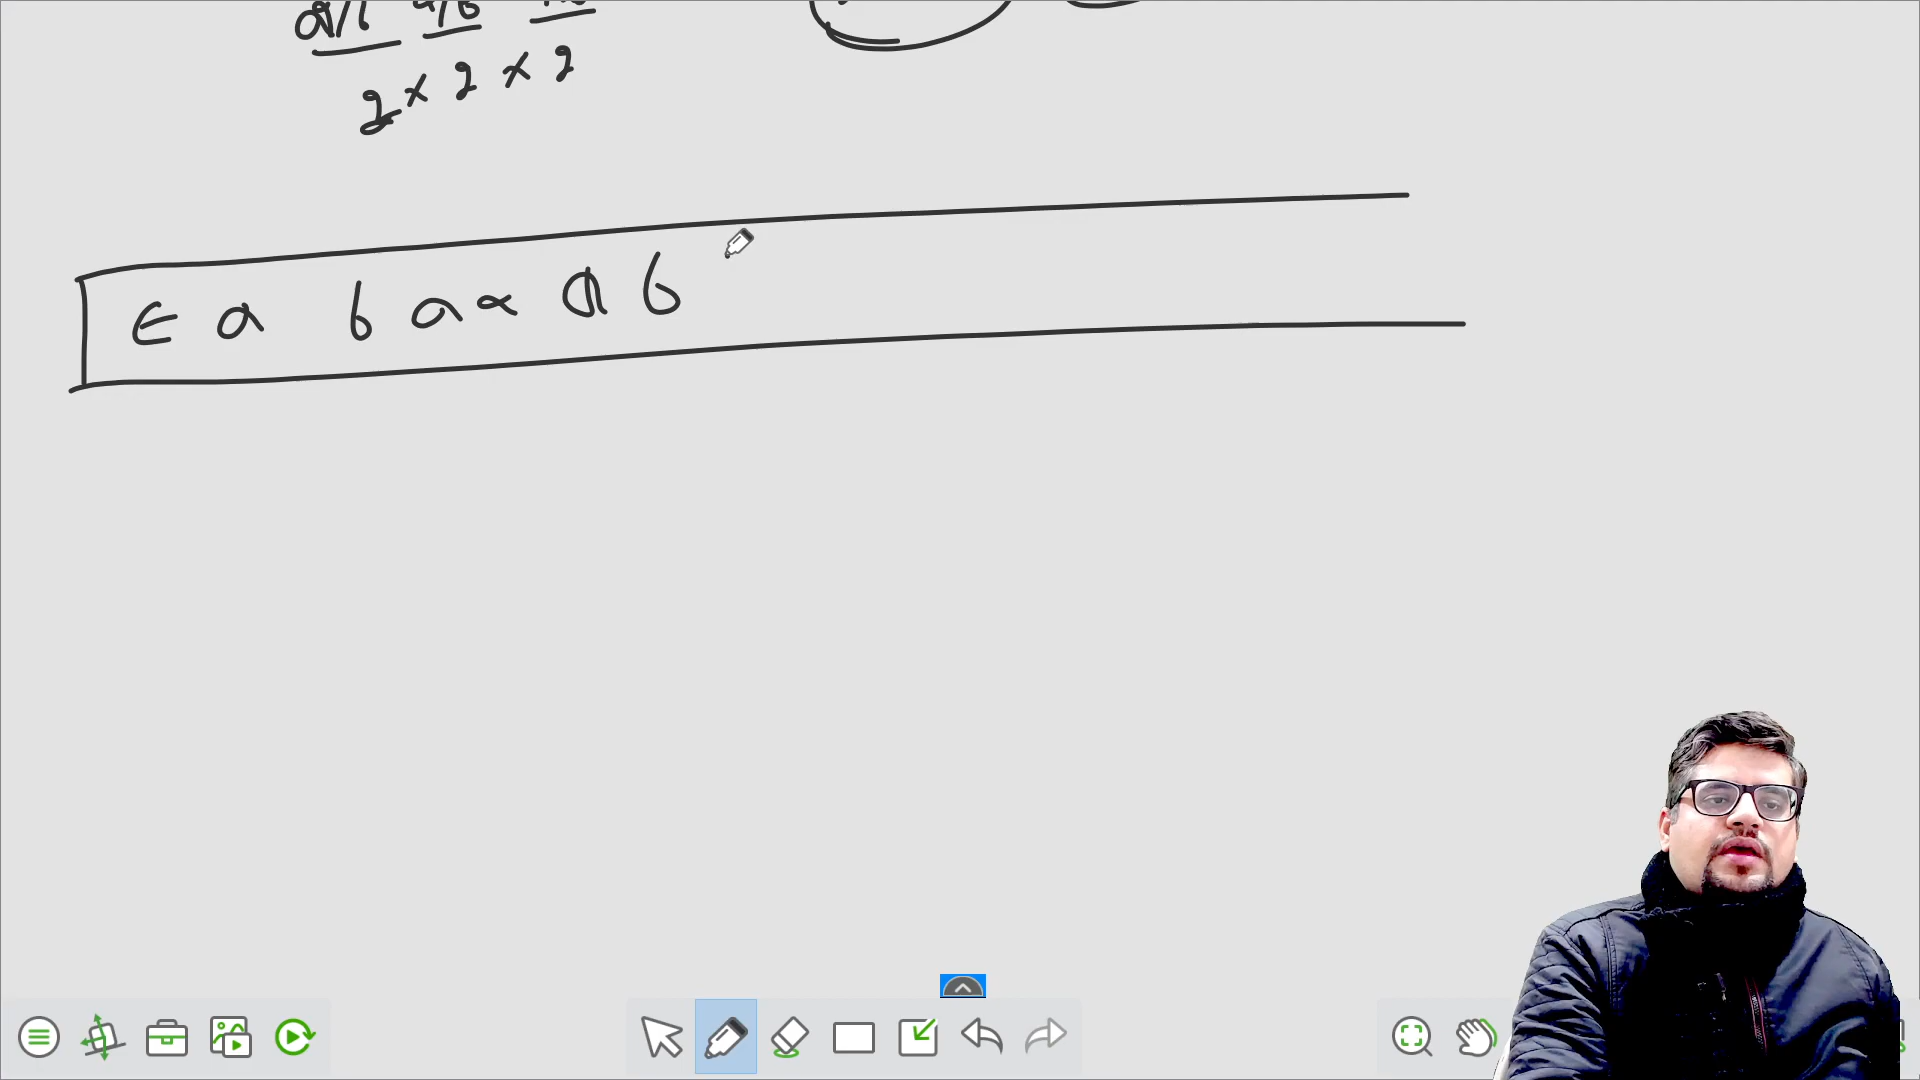 a/b a/b
2 × 2 × 2
∈ a b a a a b